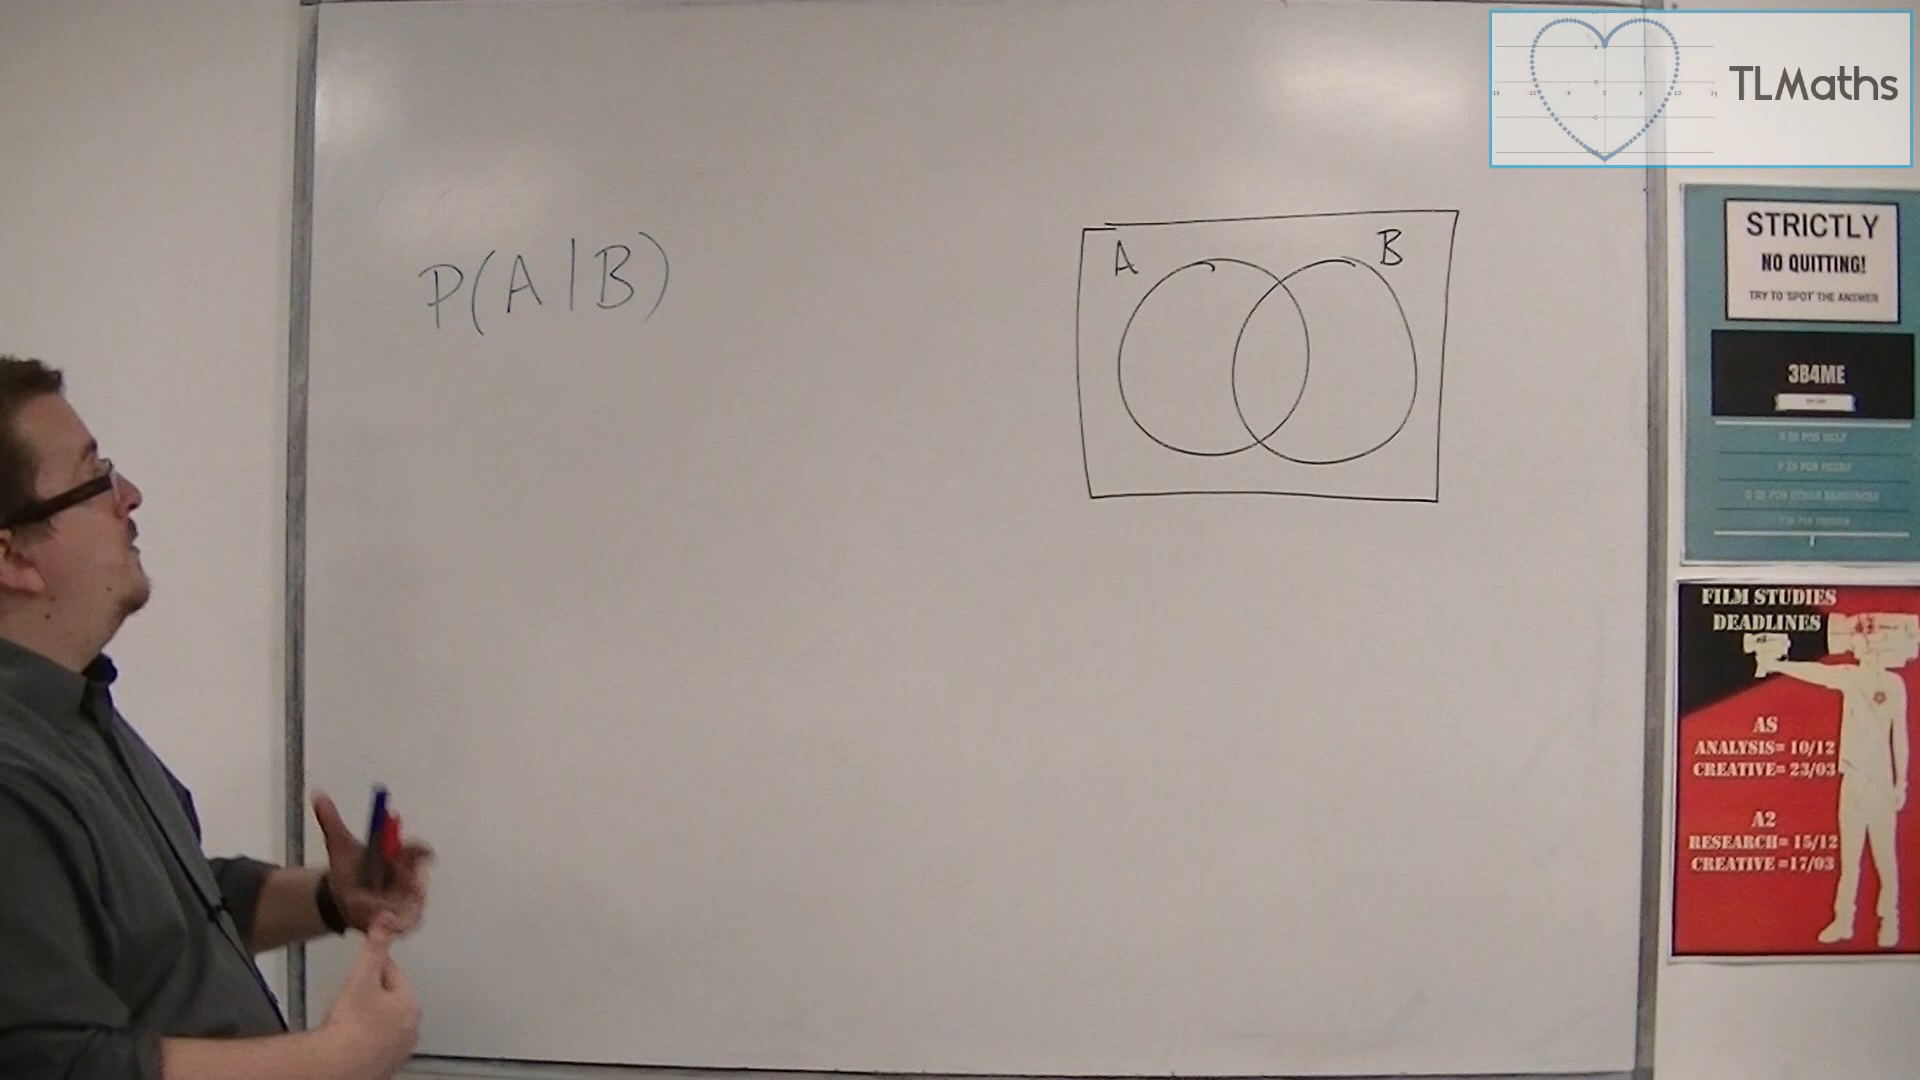 TLMaths
P(A|B)
A
B
STRICTLY
NO QUITTING!
TRY TO 'SPOT' THE ANSWER
3B4ME
FILM STUDIES
DEADLINES
AS
ANALYSIS= 10/12
CREATIVE= 23/03
A2
RESEARCH= 15/12
CREATIVE =17/03